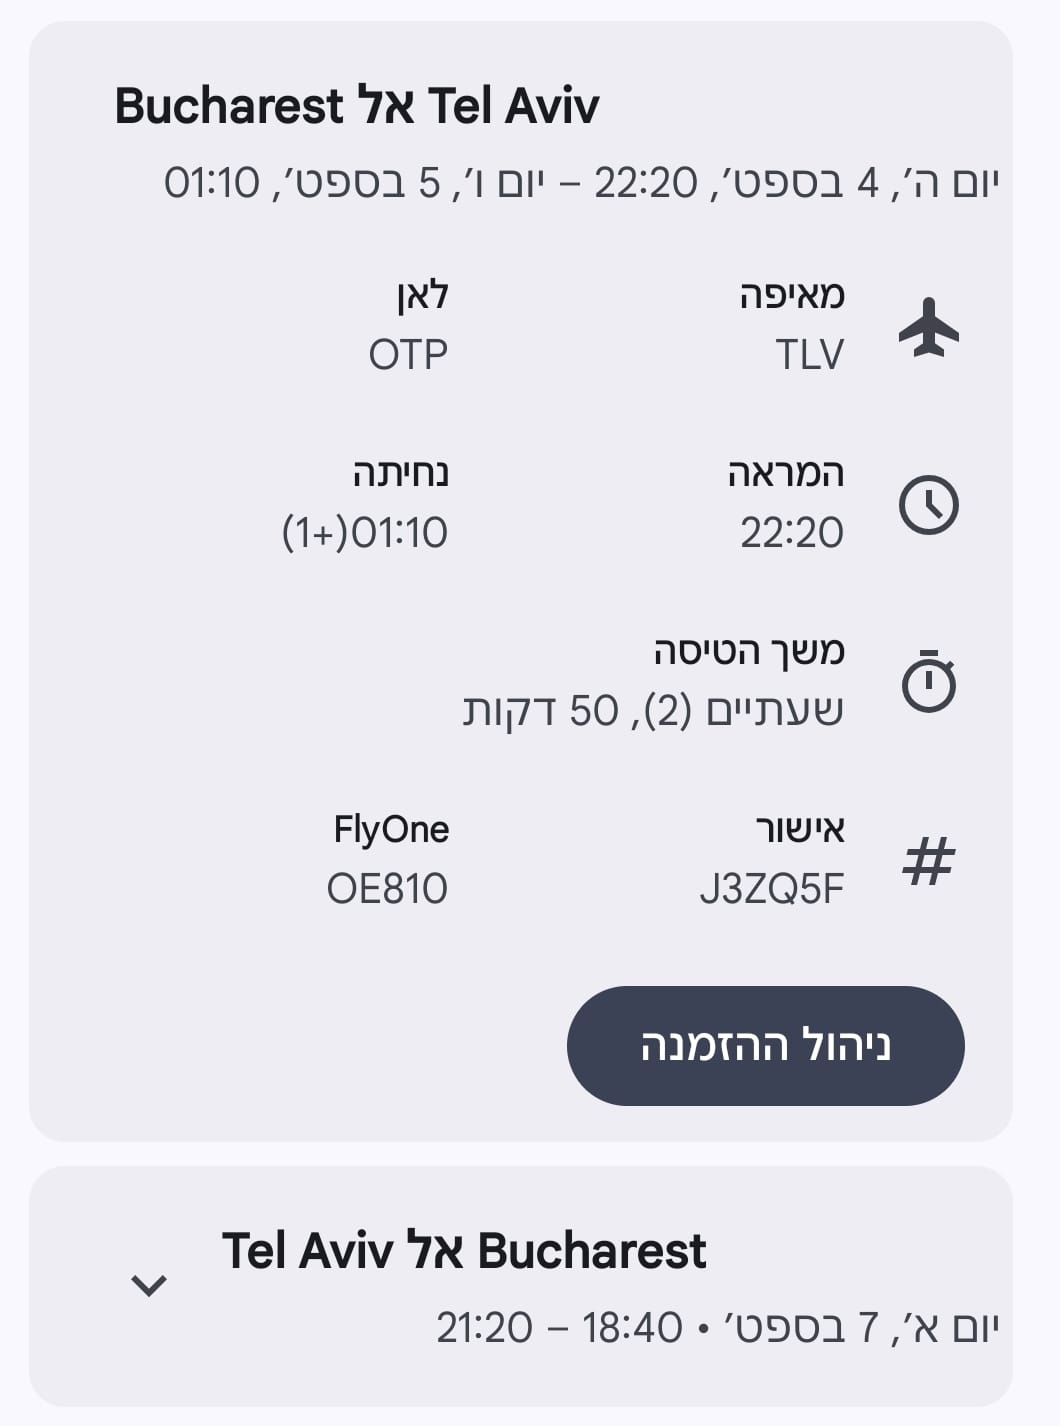 Tel Aviv אל Bucharest
יום ה׳, 4 בספט׳, 22:20 – יום ו׳, 5 בספט׳, 01:10
מאיפה
TLV
לאן
OTP
המראה
22:20
נחיתה
01:10(+1)
משך הטיסה
שעתיים (2), 50 דקות
אישור
J3ZQ5F
FlyOne
OE810
ניהול ההזמנה
Bucharest אל Tel Aviv
יום א׳, 7 בספט׳ • 18:40 – 21:20